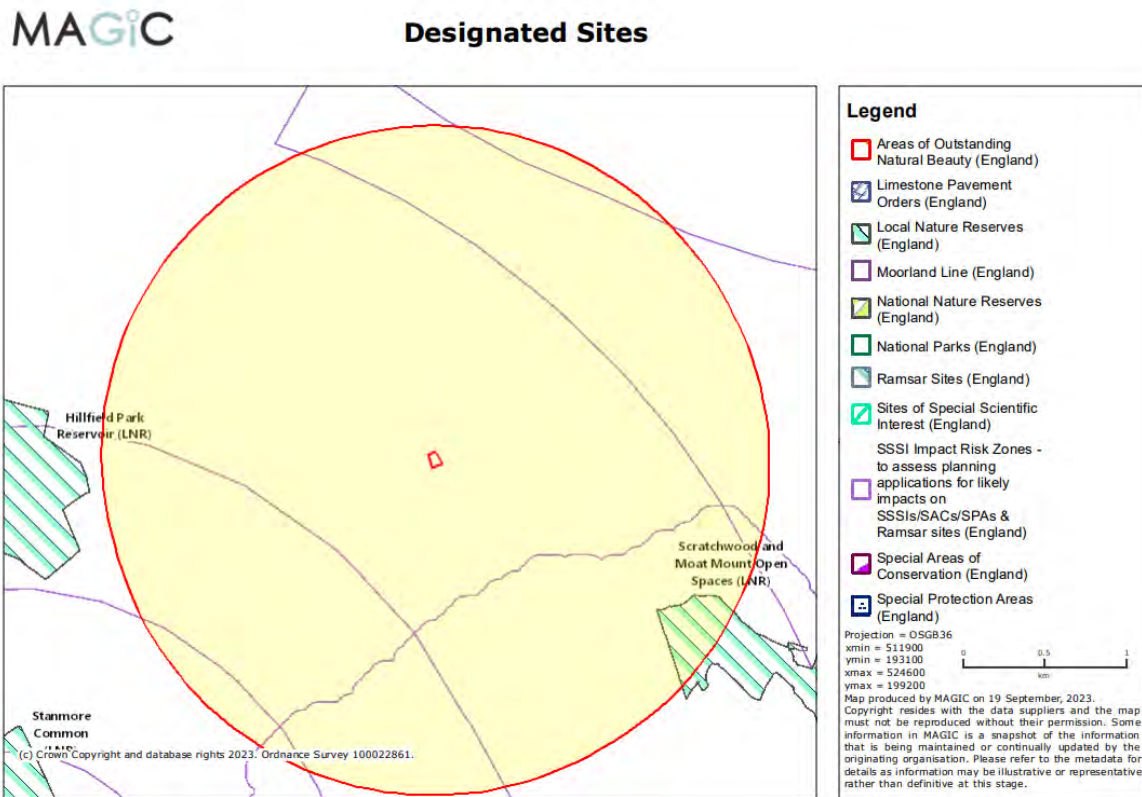 MAGiC
Designated Sites
Hillfield Park
Reservoir (LNR)
Scratchwood and
Moat Mount Open
Spaces (LNR)
Stanmore
Common
(LNR)
(c) Crown Copyright and database rights 2023. Ordnance Survey 100022861.
Legend
Areas of Outstanding
Natural Beauty (England)
Limestone Pavement
Orders (England)
Local Nature Reserves
(England)
Moorland Line (England)
National Nature Reserves
(England)
National Parks (England)
Ramsar Sites (England)
Sites of Special Scientific
Interest (England)
SSSI Impact Risk Zones -
to assess planning
applications for likely
impacts on
SSSIs/SACs/SPAs &
Ramsar sites (England)
Special Areas of
Conservation (England)
Special Protection Areas
(England)
Projection = OSGB36
xmin = 511900
ymin = 193100
xmax = 524600
ymax = 199200
0 0.5 1
km
Map produced by MAGIC on 19 September, 2023.
Copyright resides with the data suppliers and the map
must not be reproduced without their permission. Some
information in MAGIC is a snapshot of the information
that is being maintained or continually updated by the
originating organisation. Please refer to the metadata for
details as information may be illustrative or representative
rather than definitive at this stage.